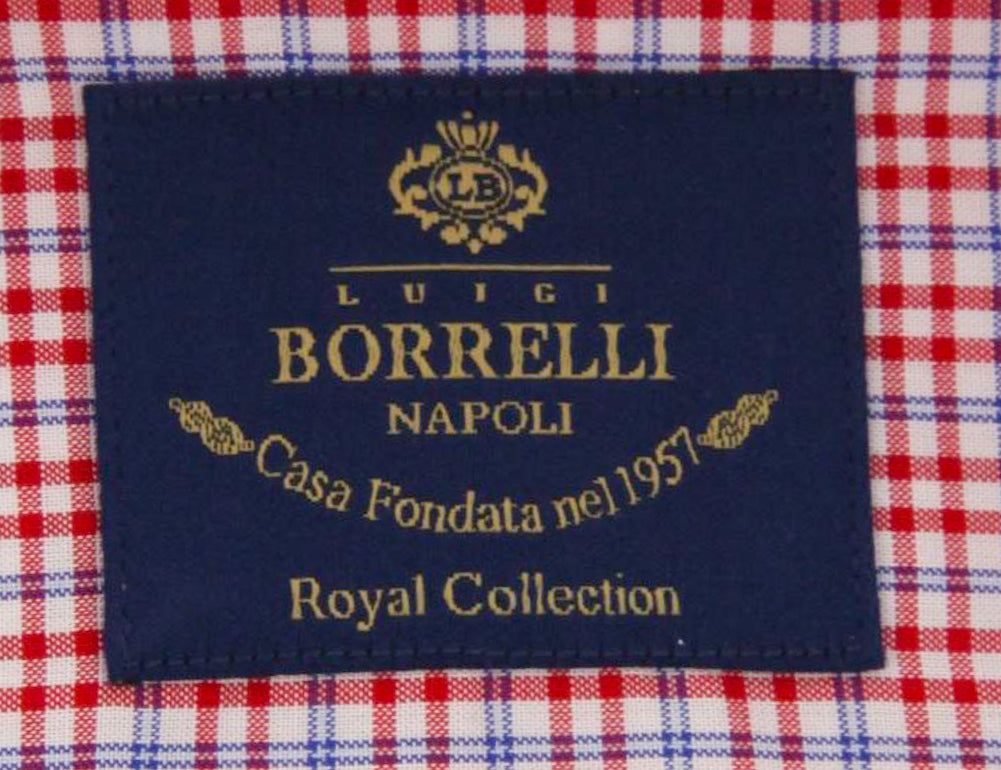 LB
LUIGI
BORRELLI
NAPOLI
Casa Fondata nel 1957
Royal Collection